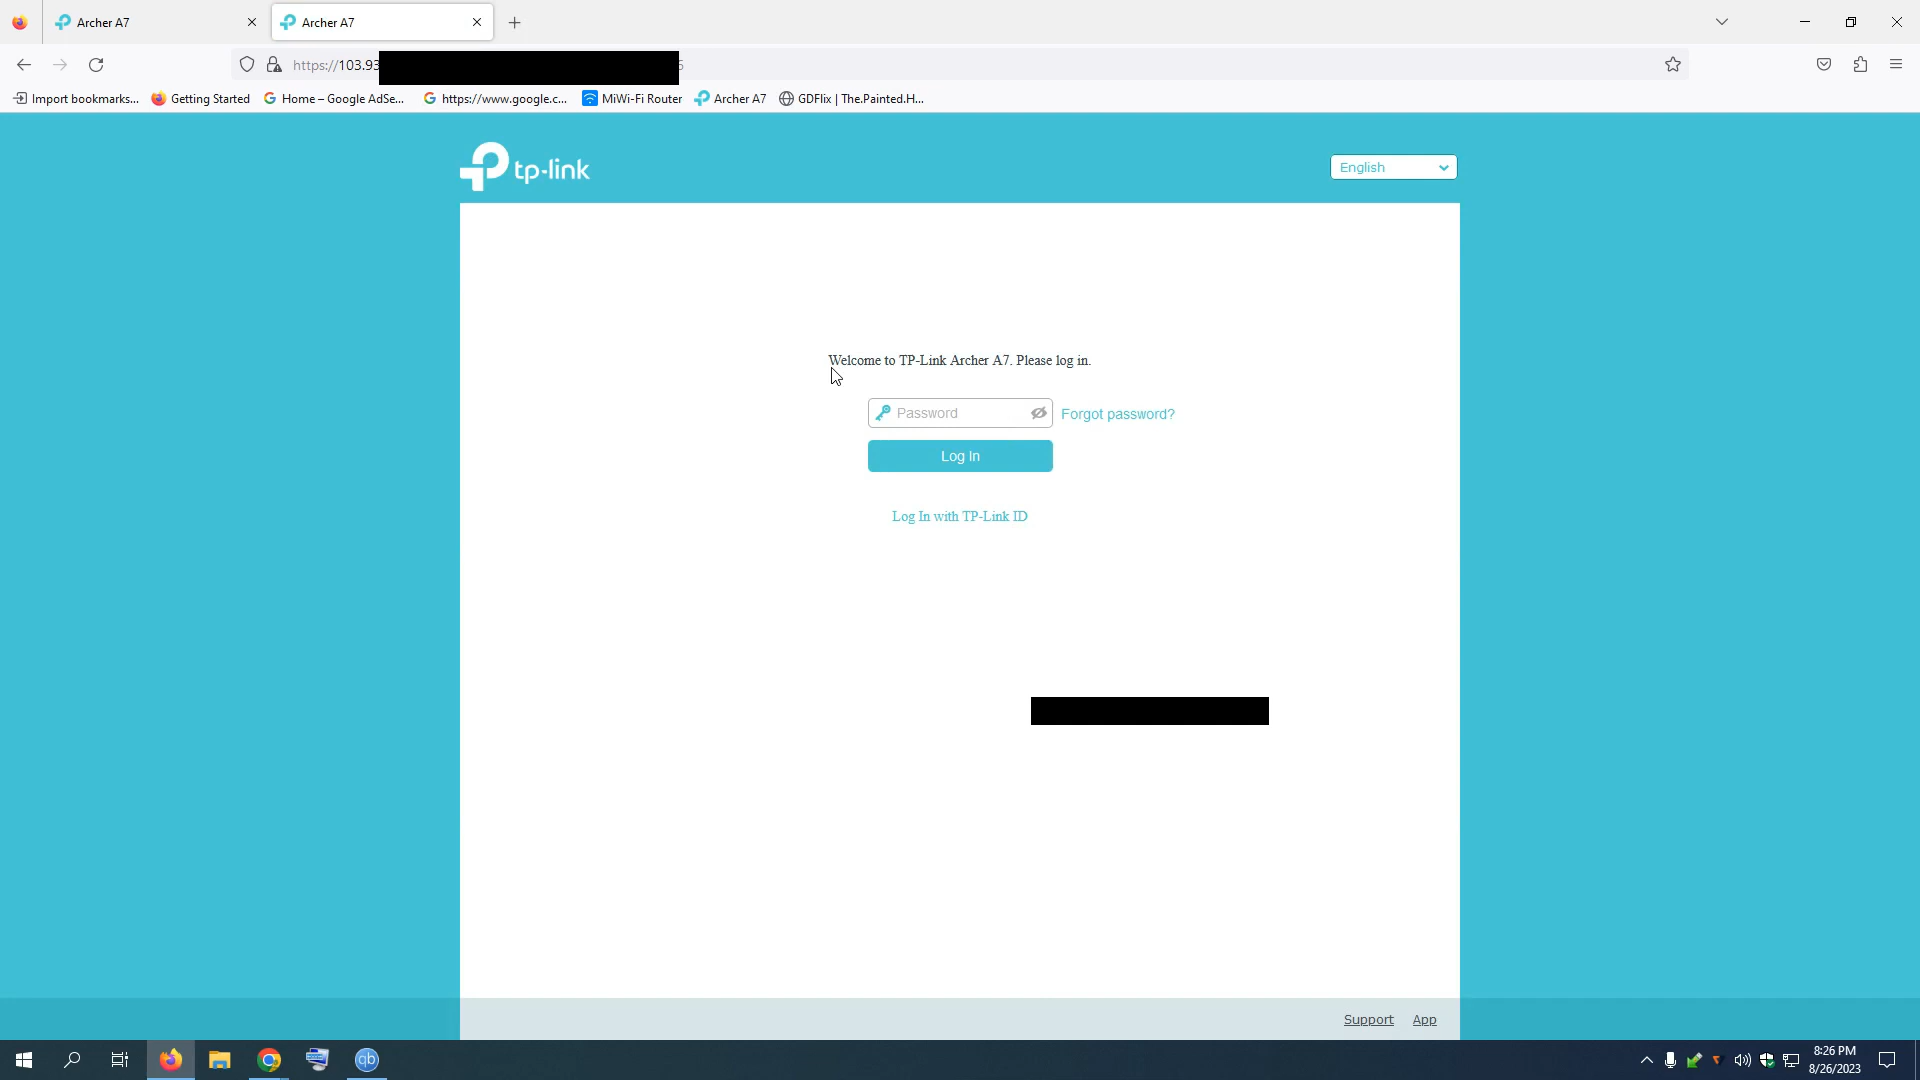 Archer A7
Archer A7
https://103.93
Import bookmarks...
Getting Started
Home – Google AdSe...
https://www.google.c...
MiWi-Fi Router
Archer A7
GDFlix | The.Painted.H...
tp-link
English
Welcome to TP-Link Archer A7. Please log in.
Password
Forgot password?
Log In
Log In with TP-Link ID
Support
App
qb
8:26 PM
8/26/2023